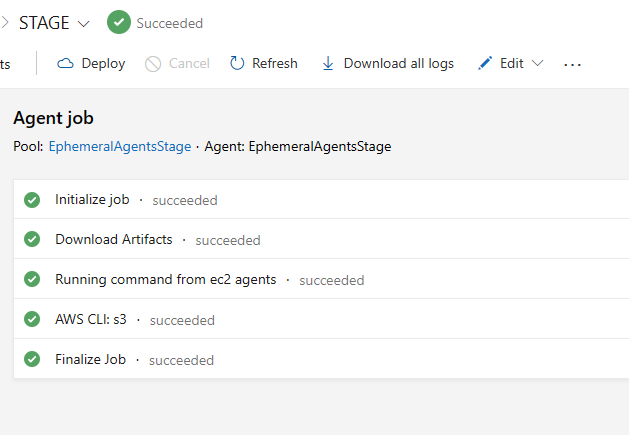 STAGE Succeeded
ts Deploy Cancel Refresh Download all logs Edit ...
Agent job
Pool: EphemeralAgentsStage · Agent: EphemeralAgentsStage
Initialize job · succeeded
Download Artifacts · succeeded
Running command from ec2 agents · succeeded
AWS CLI: s3 · succeeded
Finalize Job · succeeded